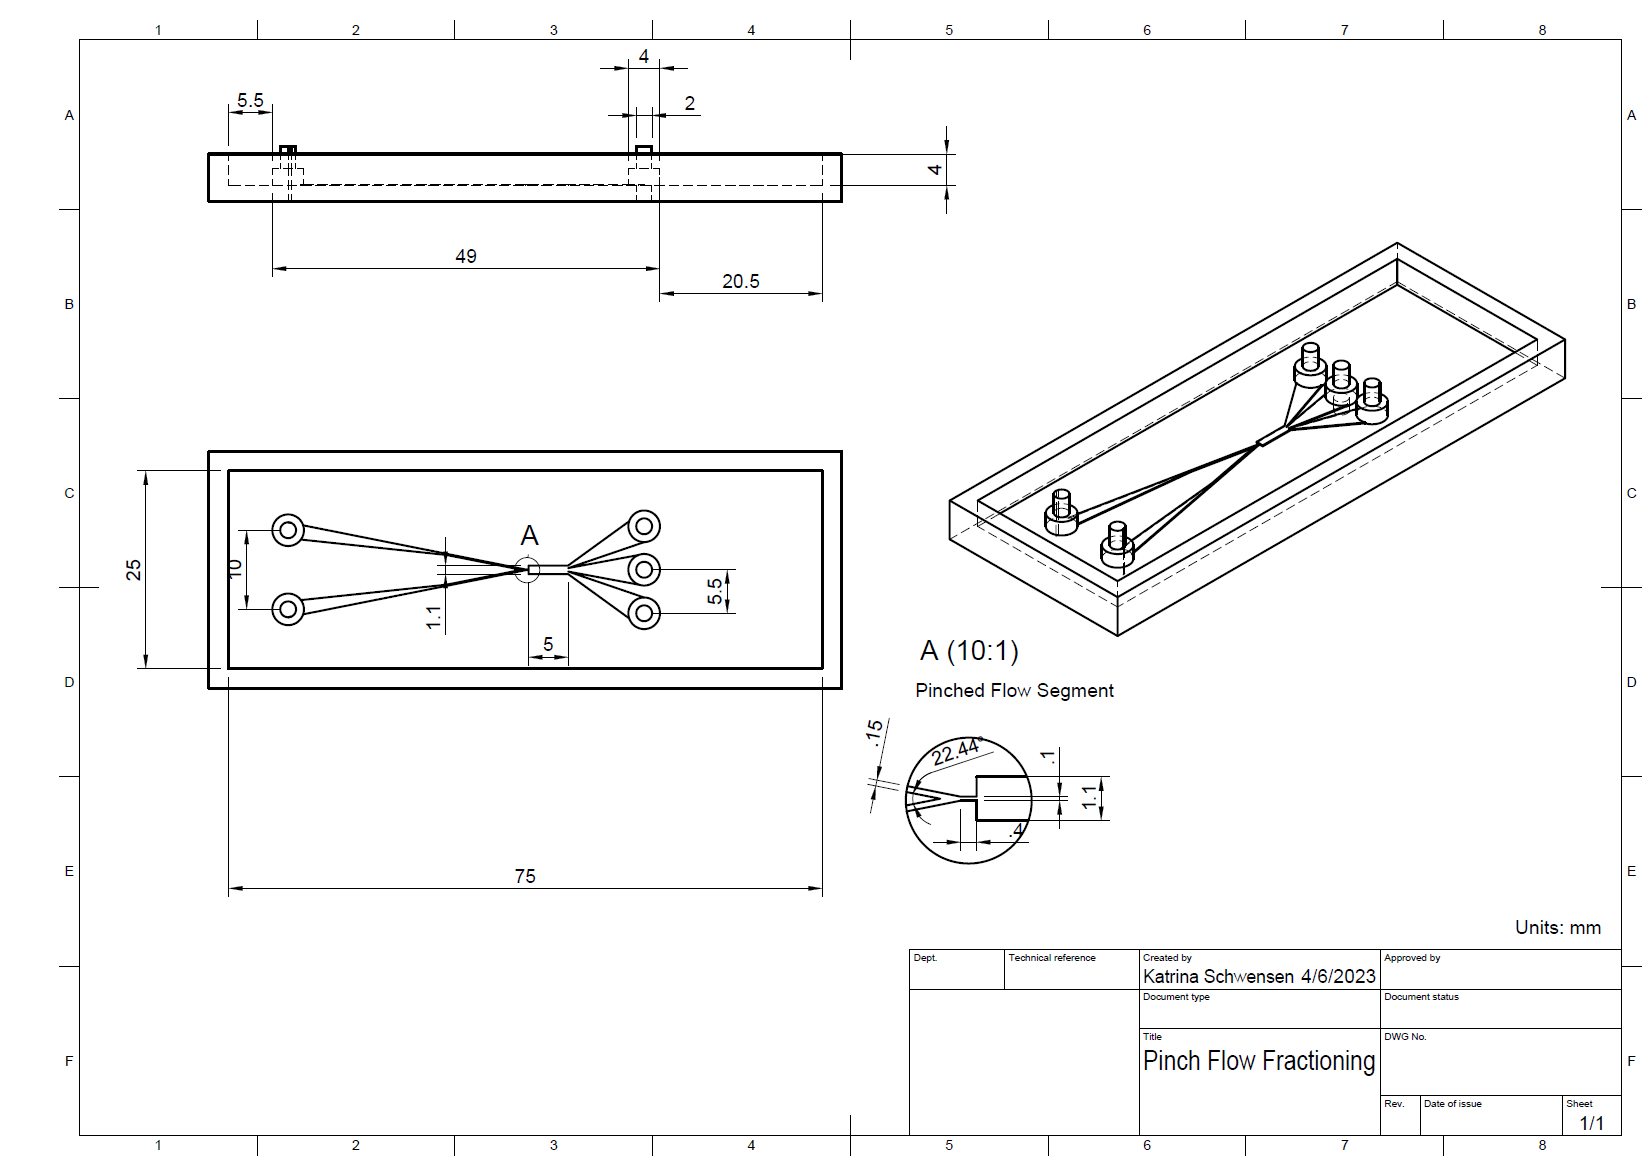 1 2 3 4 5 6 7 8
4
5.5
2
A A
4
49
20.5
B B
C C
A
25
10
5.5
1.1
5
A (10:1)
D D
Pinched Flow Segment
.15
22.44°
.1
1.1
.4
E E
75
Units: mm
Dept. Technical reference Created by Approved by
Katrina Schwensen 4/6/2023
Document type Document status
Title DWG No.
Pinch Flow Fractioning
F F
Rev. Date of issue Sheet
1/1
1 2 3 4 5 6 7 8